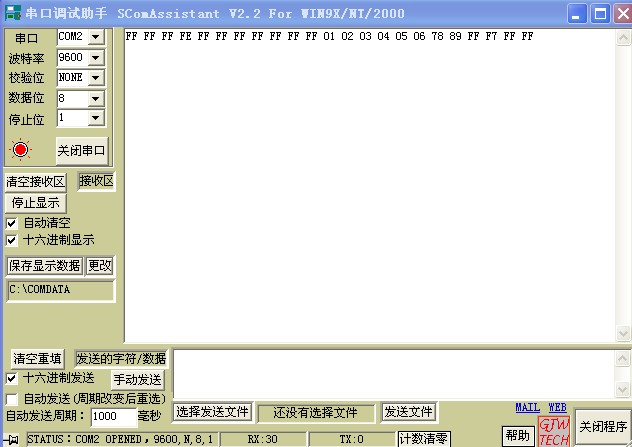 串口调试助手 SComAssistant V2.2 For WIN9X/NT/2000
串口 COM2
波特率 9600
校验位 NONE
数据位 8
停止位 1
关闭串口
FF FF FF FE FF FF FF FF FF FF FF 01 02 03 04 05 06 78 89 FF F7 FF FF
清空接收区 接收区
停止显示
自动清空
十六进制显示
保存显示数据 更改
C:\COMDATA
清空重填 发送的字符/数据
十六进制发送 手动发送
自动发送(周期改变后重选)
自动发送周期: 1000 毫秒
选择发送文件 还没有选择文件 发送文件
MAIL WEB
帮助 GJW TECH 关闭程序
STATUS: COM2 OPENED, 9600,N,8,1 RX:30 TX:0 计数清零